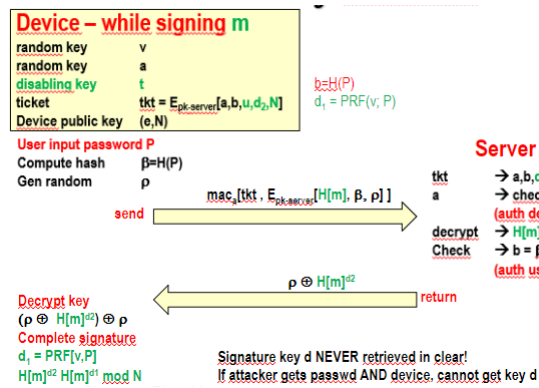 Device – while signing m
random key v
random key a
disabling key t
ticket tkt = Epk-server[a,b,u,d2,N]
Device public key (e,N)
b=H(P)
d1 = PRF(v; P)
User input password P
Compute hash β=H(P)
Gen random ρ
send
maca[tkt , Epk-server[H[m], β, ρ] ]
Server
tkt → a,b,
a →
(auth
decrypt → H[m]
Check → b =
(auth
ρ ⊕ H[m]d2
return
Decrypt key
(ρ ⊕ H[m]d2) ⊕ ρ
Complete signature
d1 = PRF[v,P]
H[m]d2 H[m]d1 mod N
Signature key d NEVER retrieved in clear!
If attacker gets passwd AND device, cannot get key d